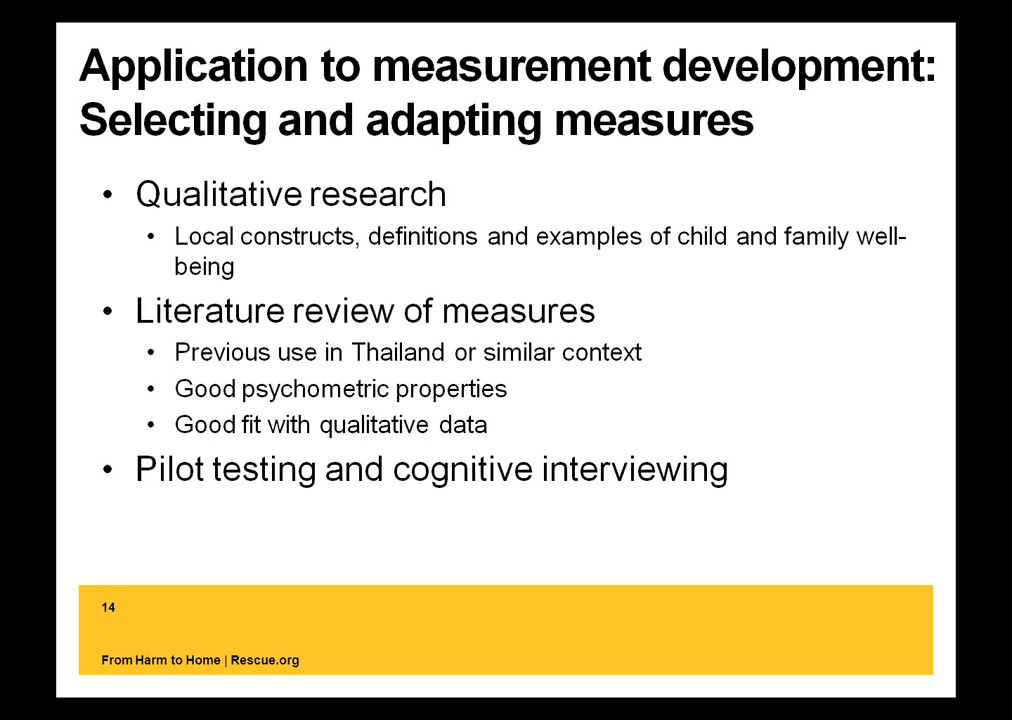 Application to measurement development:
Selecting and adapting measures
• Qualitative research
• Local constructs, definitions and examples of child and family well-
being
• Literature review of measures
• Previous use in Thailand or similar context
• Good psychometric properties
• Good fit with qualitative data
• Pilot testing and cognitive interviewing
14
From Harm to Home | Rescue.org